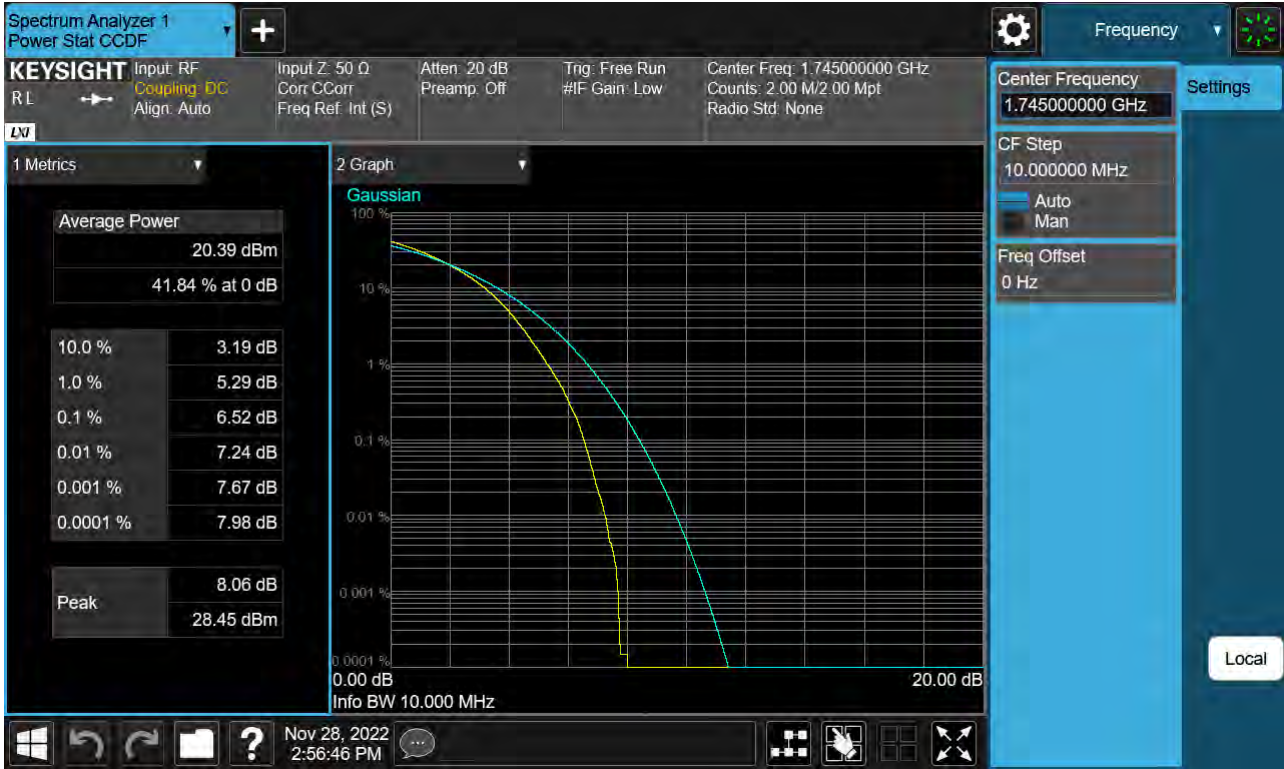 Spectrum Analyzer 1
Power Stat CCDF
Frequency
KEYSIGHT
R L
LXI
Input: RF
Coupling: DC
Align: Auto
Input Z: 50 Ω
Corr CCorr
Freq Ref: Int (S)
Atten: 20 dB
Preamp: Off
Trig: Free Run
#IF Gain: Low
Center Freq: 1.745000000 GHz
Counts: 2.00 M/2.00 Mpt
Radio Std: None
1 Metrics
Average Power
20.39 dBm
41.84 % at 0 dB
10.0 % 3.19 dB
1.0 % 5.29 dB
0.1 % 6.52 dB
0.01 % 7.24 dB
0.001 % 7.67 dB
0.0001 % 7.98 dB
Peak
8.06 dB
28.45 dBm
2 Graph
Gaussian
100 %
10 %
1 %
0.1 %
0.01 %
0.001 %
0.0001 %
0.00 dB 20.00 dB
Info BW 10.000 MHz
Center Frequency
1.745000000 GHz
CF Step
10.000000 MHz
Auto
Man
Freq Offset
0 Hz
Settings
Local
?
Nov 28, 2022
2:56:46 PM